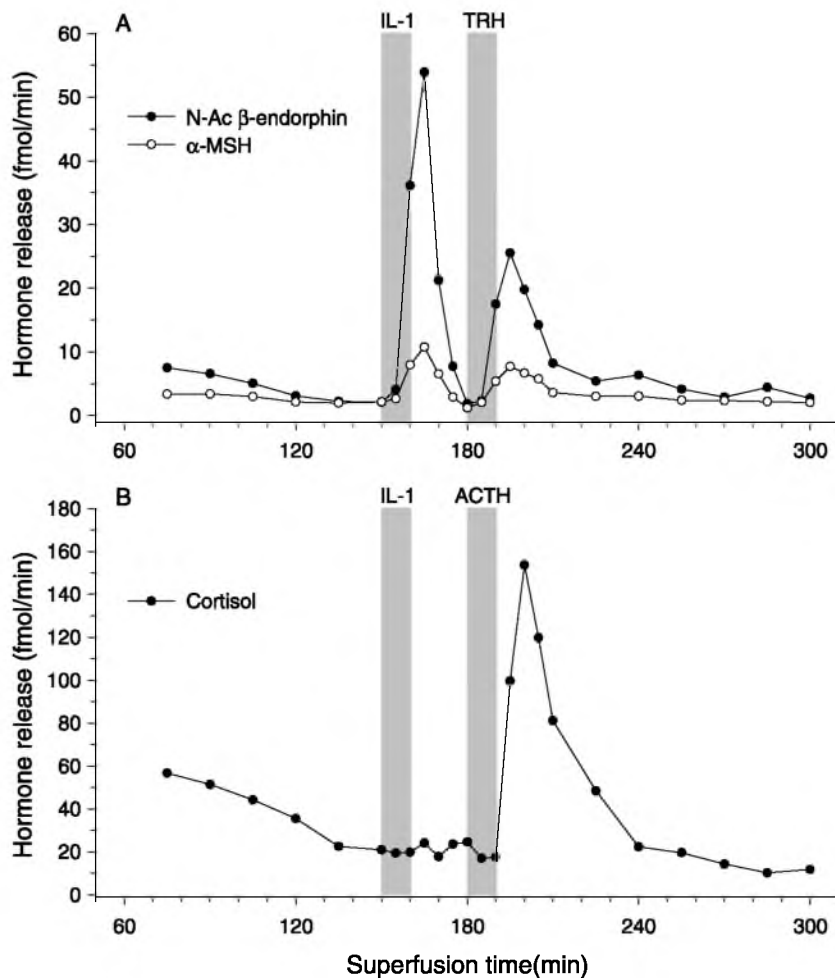 A
IL-1 TRH
60
50
40
30
20
10
0
N-Ac β-endorphin
α-MSH
Hormone release (fmol/min)
60 120 180 240 300
B
IL-1 ACTH
180
160
140
120
100
80
60
40
20
0
Cortisol
Hormone release (fmol/min)
60 120 180 240 300
Superfusion time(min)